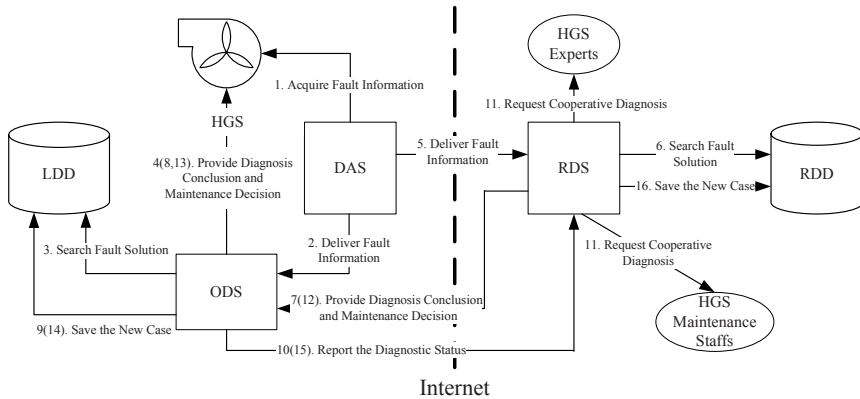 HGS
Experts
1. Acquire Fault Information
11. Request Cooperative Diagnosis
HGS
LDD
4(8,13). Provide Diagnosis
Conclusion and
Maintenance Decision
DAS
5. Deliver Fault
Information
RDS
6. Search Fault
Solution
16. Save the New Case
RDD
3. Search Fault Solution
2. Deliver Fault
Information
11. Request Cooperative
Diagnosis
ODS
7(12). Provide Diagnosis Conclusion
and Maintenance Decision
HGS
Maintenance
Staffs
9(14). Save the New Case
10(15). Report the Diagnostic Status
Internet